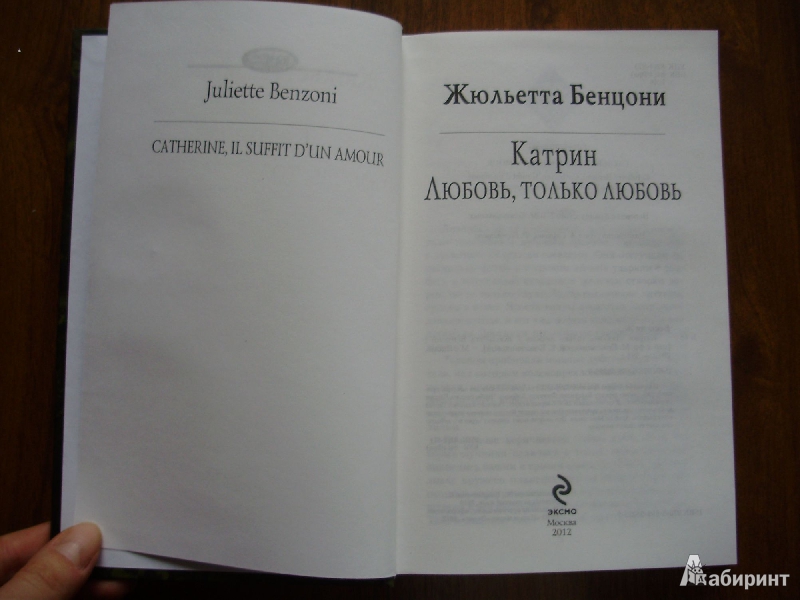 Juliette Benzoni
CATHERINE, IL SUFFIT D'UN AMOUR
Жюльетта Бенцони
Катрин
Любовь, только любовь
ЭКСМО
Москва
2012
Лабиринт